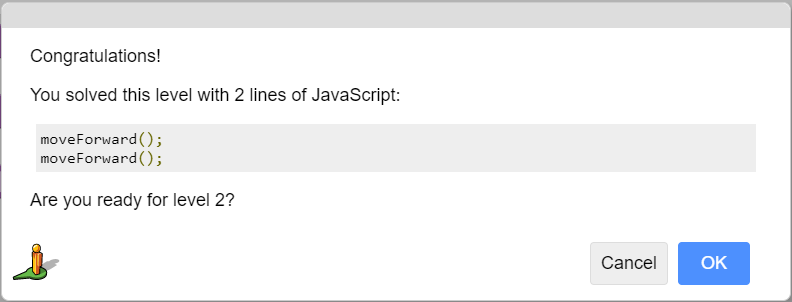 Congratulations!
You solved this level with 2 lines of JavaScript:
moveForward();
moveForward();
Are you ready for level 2?
Cancel
OK